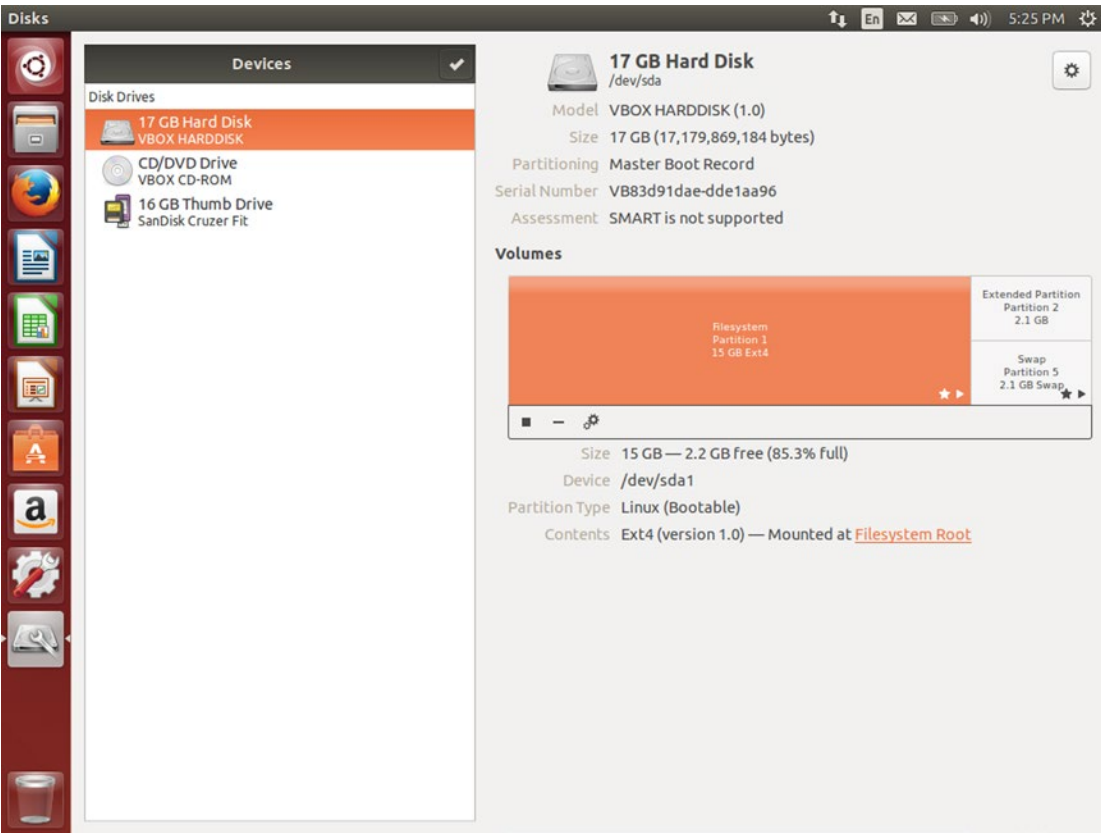 Disks
En
5:25 PM
Devices
Disk Drives
17 GB Hard Disk
VBOX HARDDISK
CD/DVD Drive
VBOX CD-ROM
16 GB Thumb Drive
SanDisk Cruzer Fit
17 GB Hard Disk
/dev/sda
Model VBOX HARDDISK (1.0)
Size 17 GB (17,179,869,184 bytes)
Partitioning Master Boot Record
Serial Number VB83d91dae-dde1aa96
Assessment SMART is not supported
Volumes
Filesystem
Partition 1
15 GB Ext4
Extended Partition
Partition 2
2.1 GB
Swap
Partition 5
2.1 GB Swap
Size 15 GB — 2.2 GB free (85.3% full)
Device /dev/sda1
Partition Type Linux (Bootable)
Contents Ext4 (version 1.0) — Mounted at Filesystem Root
A
a